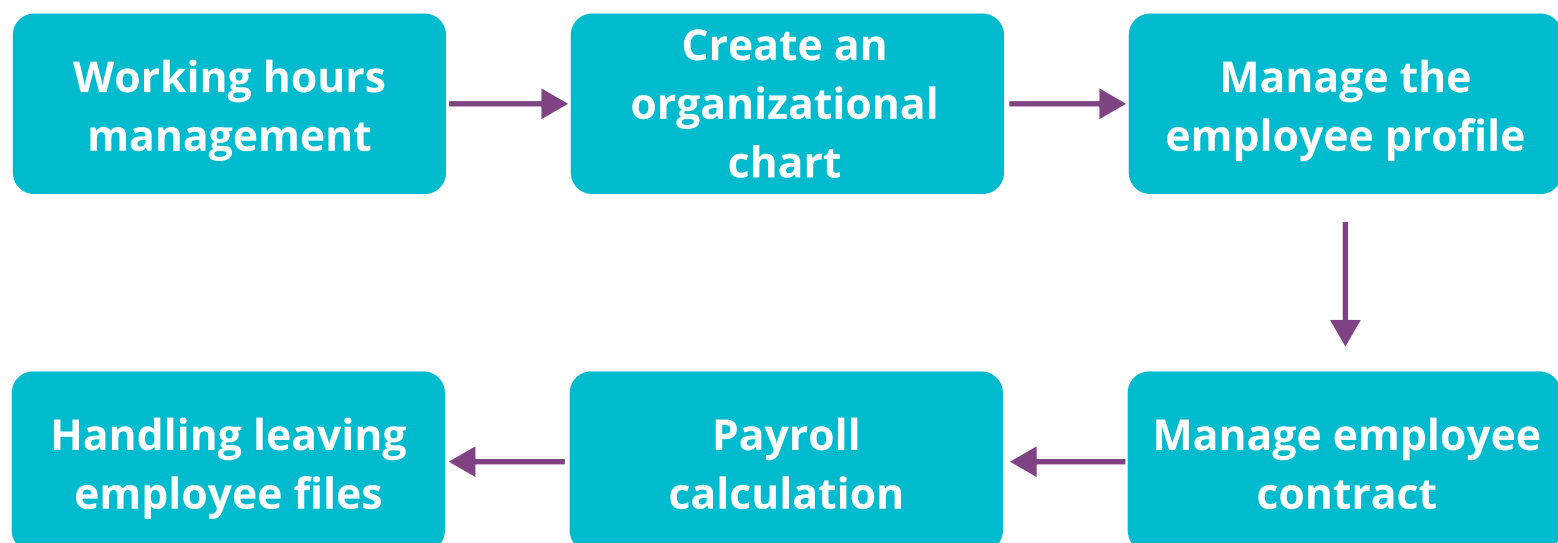 Working hours
management
Create an
organizational
chart
Manage the
employee profile
Manage employee
contract
Payroll
calculation
Handling leaving
employee files